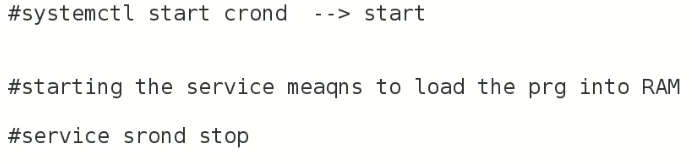 #systemctl start crond  --> start
#starting the service meaqns to load the prg into RAM
#service srond stop